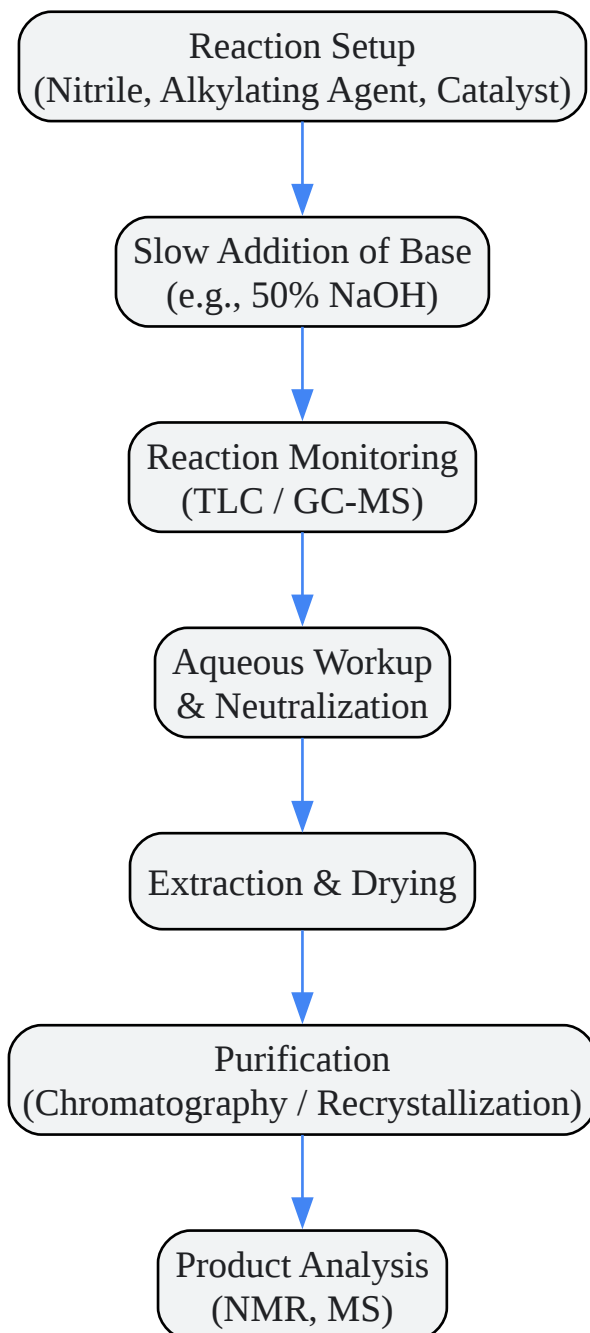 Reaction Setup
(Nitrile, Alkylating Agent, Catalyst)
Slow Addition of Base
(e.g., 50% NaOH)
Reaction Monitoring
(TLC / GC-MS)
Aqueous Workup
& Neutralization
Extraction & Drying
Purification
(Chromatography / Recrystallization)
Product Analysis
(NMR, MS)